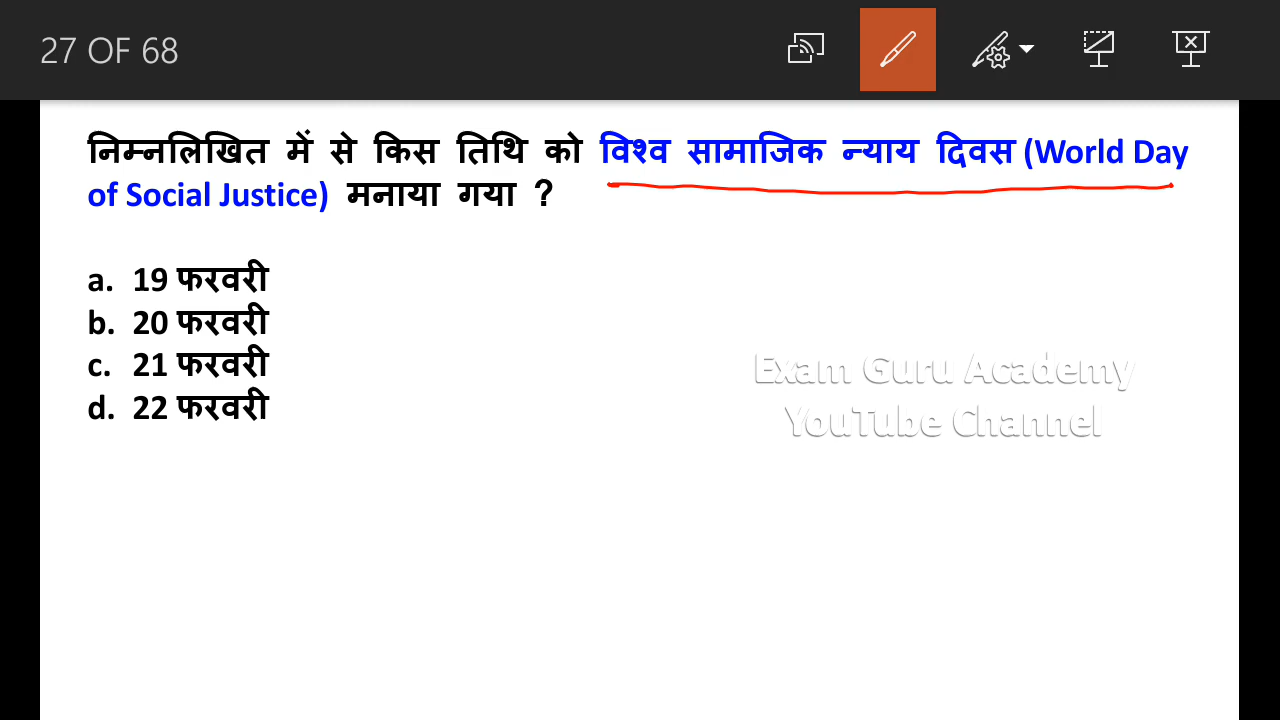 27 OF 68
निम्नलिखित में से किस तिथि को विश्व सामाजिक न्याय दिवस (World Day
of Social Justice) मनाया गया ?
a. 19 फरवरी
b. 20 फरवरी
c. 21 फरवरी
d. 22 फरवरी
Exam Guru Academy
YouTube Channel